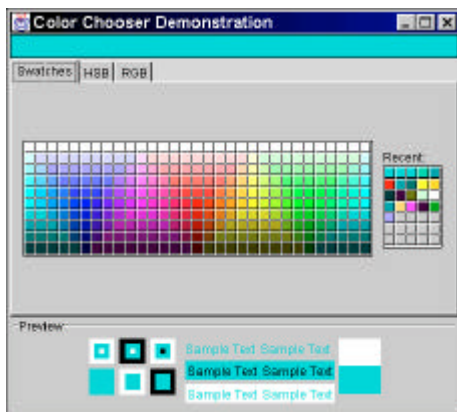 Color Chooser Demonstration
Swatches HSB RGB
Recent:
Preview
Sample Text Sample Text
Sample Text Sample Text
Sample Text Sample Text